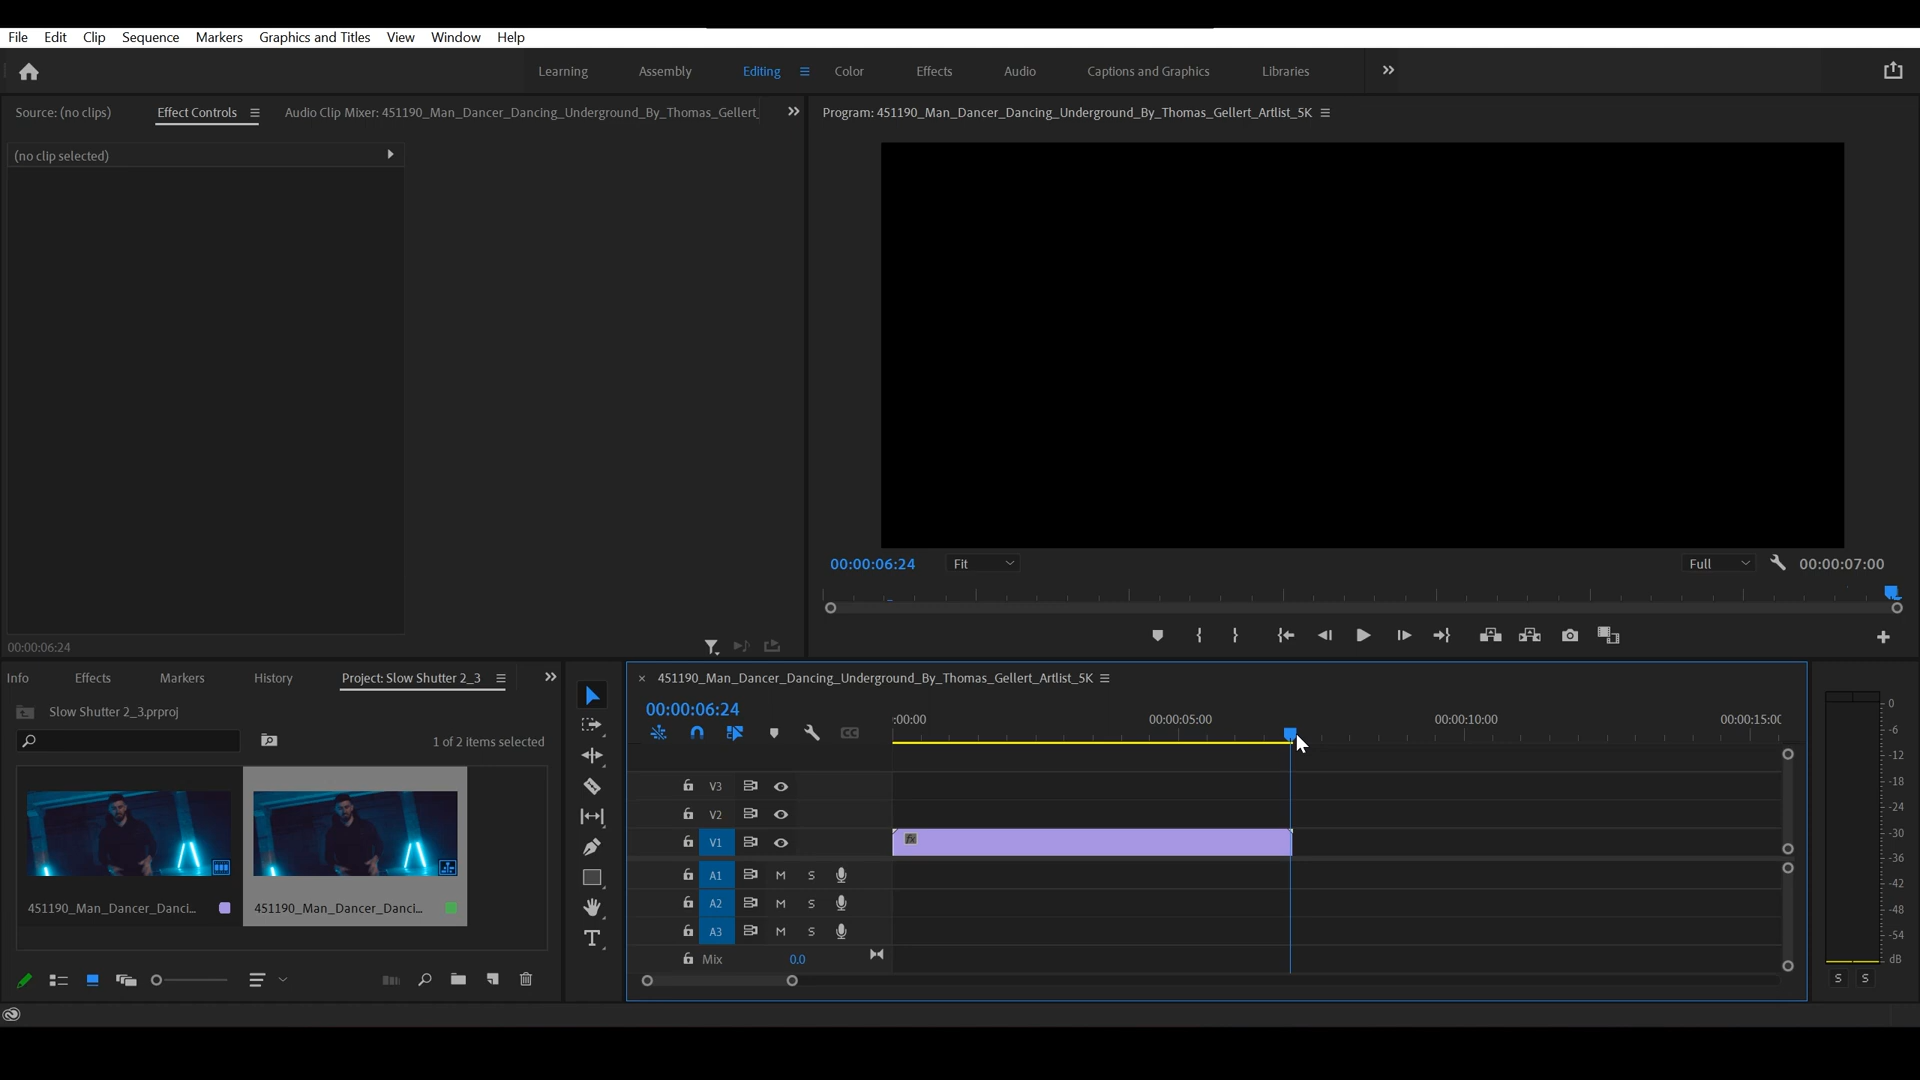 File Edit Clip Sequence Markers Graphics and Titles View Window Help
Learning Assembly Editing Color Effects Audio Captions and Graphics Libraries
Source: (no clips) Effect Controls Audio Clip Mixer: 451190_Man_Dancer_Dancing_Underground_By_Thomas_Gellert_
Program: 451190_Man_Dancer_Dancing_Underground_By_Thomas_Gellert_Artlist_5K
(no clip selected)
00:00:06:24 Fit Full 00:00:07:00
00:00:06:24
Info Effects Markers History Project: Slow Shutter 2_3
Slow Shutter 2_3.prproj
1 of 2 items selected
451190_Man_Dancer_Danci... 451190_Man_Dancer_Danci...
451190_Man_Dancer_Dancing_Underground_By_Thomas_Gellert_Artlist_5K
00:00:06:24
:00:00 00:00:05:00 00:00:10:00 00:00:15:00
CC
V3
V2
V1 fx
A1 M S
A2 M S
A3 M S
Mix 0.0
0
-6
-12
-18
-24
-30
-36
-42
-48
-54
dB
S S